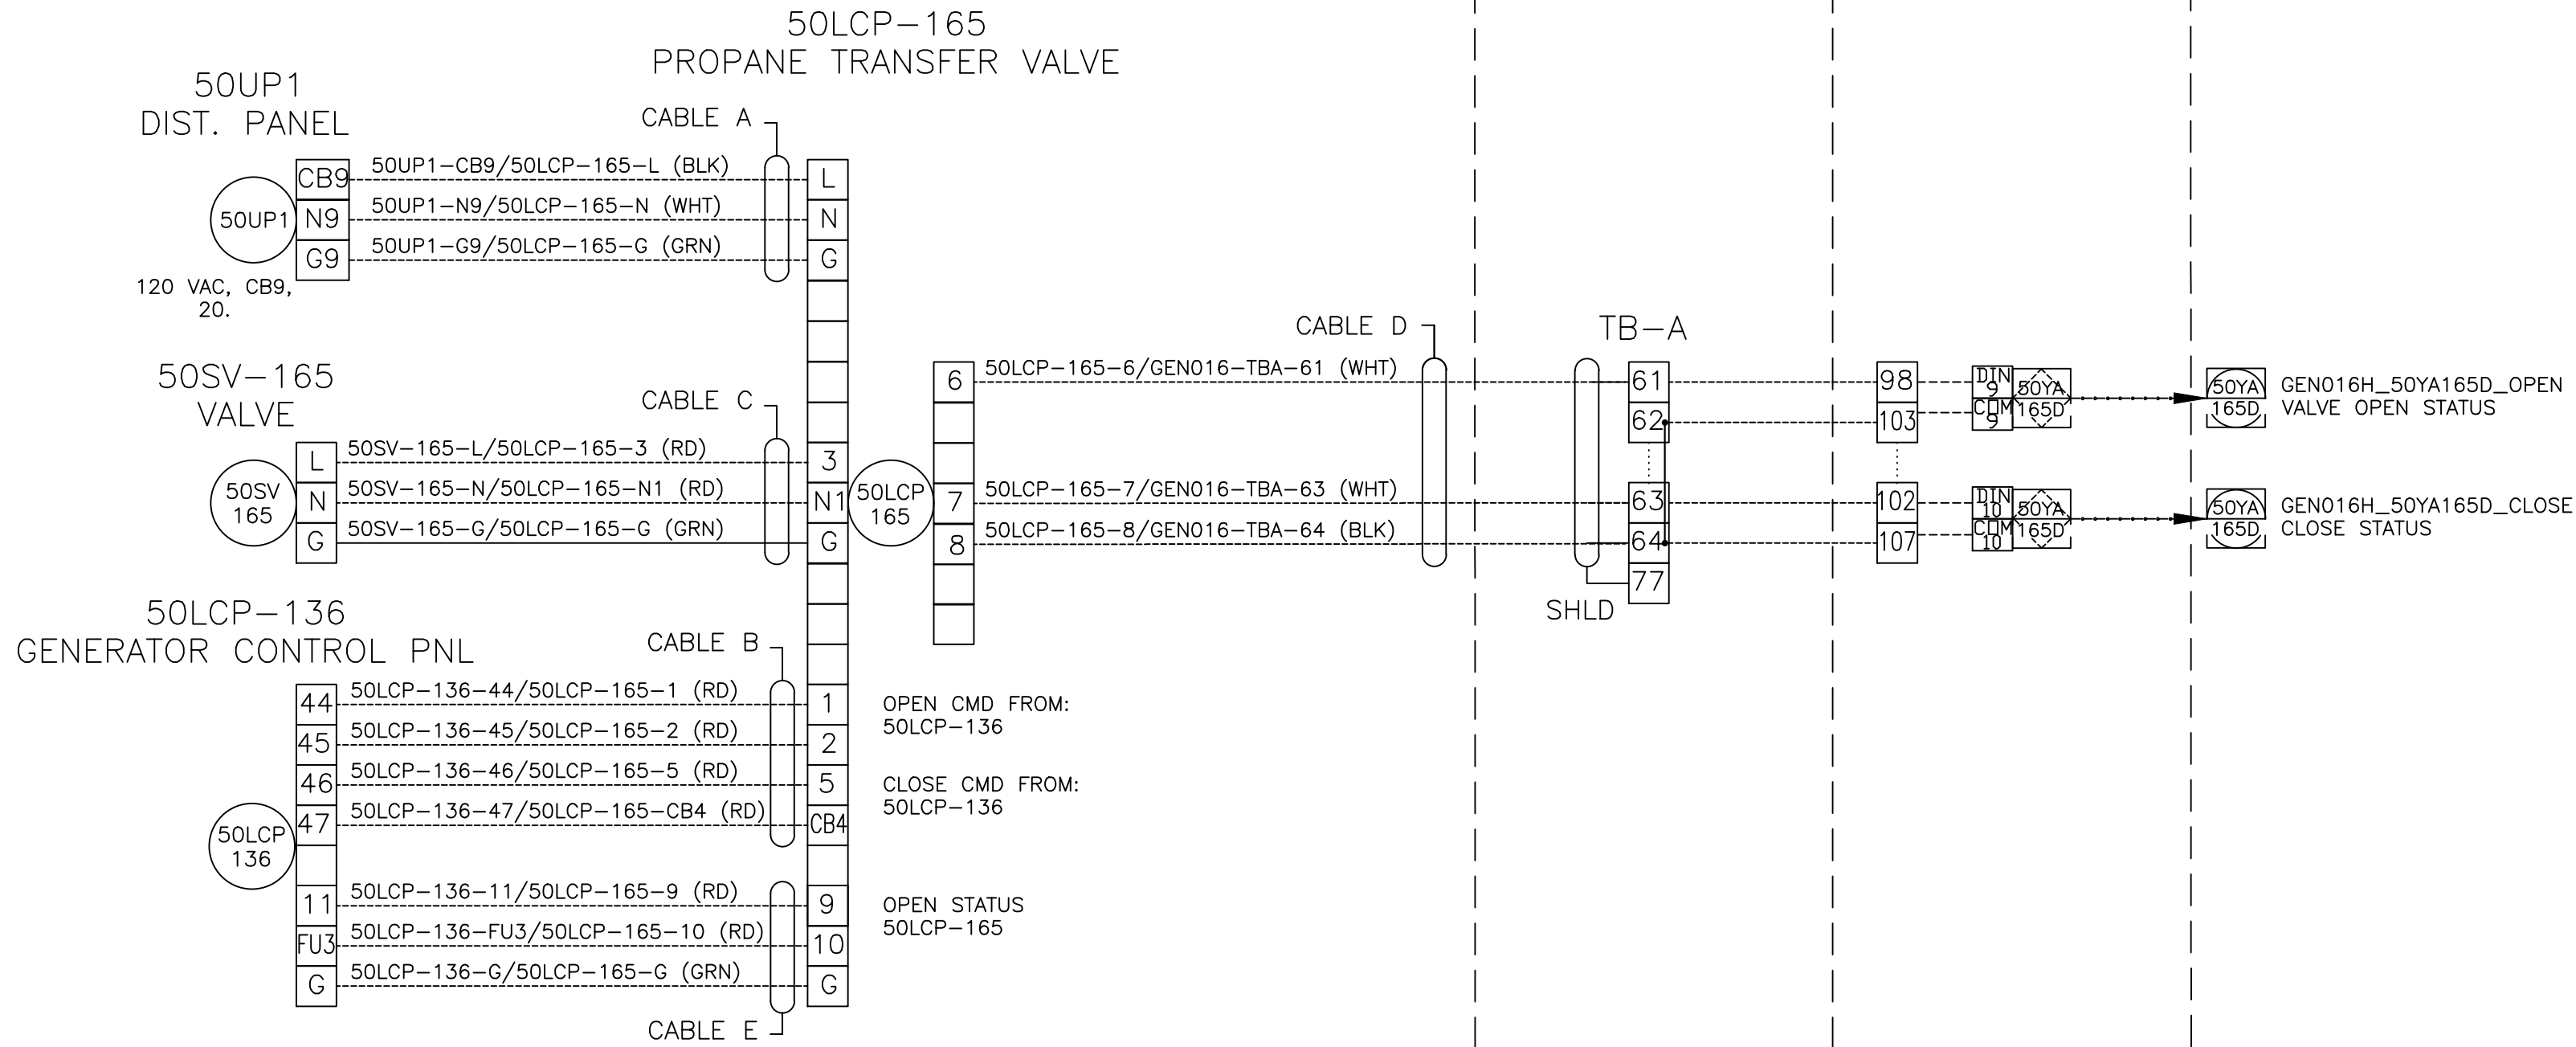 50LCP-165
PROPANE TRANSFER VALVE
50UP1
DIST. PANEL
CABLE A
50UP1
CB9
50UP1-CB9/50LCP-165-L (BLK)
L
N9
50UP1-N9/50LCP-165-N (WHT)
N
G9
50UP1-G9/50LCP-165-G (GRN)
G
120 VAC, CB9,
20.
50SV-165
VALVE
CABLE C
50SV
165
L
50SV-165-L/50LCP-165-3 (RD)
3
N
50SV-165-N/50LCP-165-N1 (RD)
N1
G
50SV-165-G/50LCP-165-G (GRN)
G
50LCP
165
CABLE D
TB-A
6
50LCP-165-6/GEN016-TBA-61 (WHT)
61
62
7
50LCP-165-7/GEN016-TBA-63 (WHT)
63
8
50LCP-165-8/GEN016-TBA-64 (BLK)
64
77
SHLD
98
103
102
107
DIN
9
COM
9
50YA
165D
50YA
165D
GEN016H_50YA165D_OPEN
VALVE OPEN STATUS
DIN
10
COM
10
50YA
165D
50YA
165D
GEN016H_50YA165D_CLOSE
CLOSE STATUS
50LCP-136
GENERATOR CONTROL PNL
CABLE B
50LCP
136
44
50LCP-136-44/50LCP-165-1 (RD)
1
45
50LCP-136-45/50LCP-165-2 (RD)
2
46
50LCP-136-46/50LCP-165-5 (RD)
5
47
50LCP-136-47/50LCP-165-CB4 (RD)
CB4
OPEN CMD FROM:
50LCP-136
CLOSE CMD FROM:
50LCP-136
11
50LCP-136-11/50LCP-165-9 (RD)
9
FU3
50LCP-136-FU3/50LCP-165-10 (RD)
10
G
50LCP-136-G/50LCP-165-G (GRN)
G
OPEN STATUS
50LCP-165
CABLE E